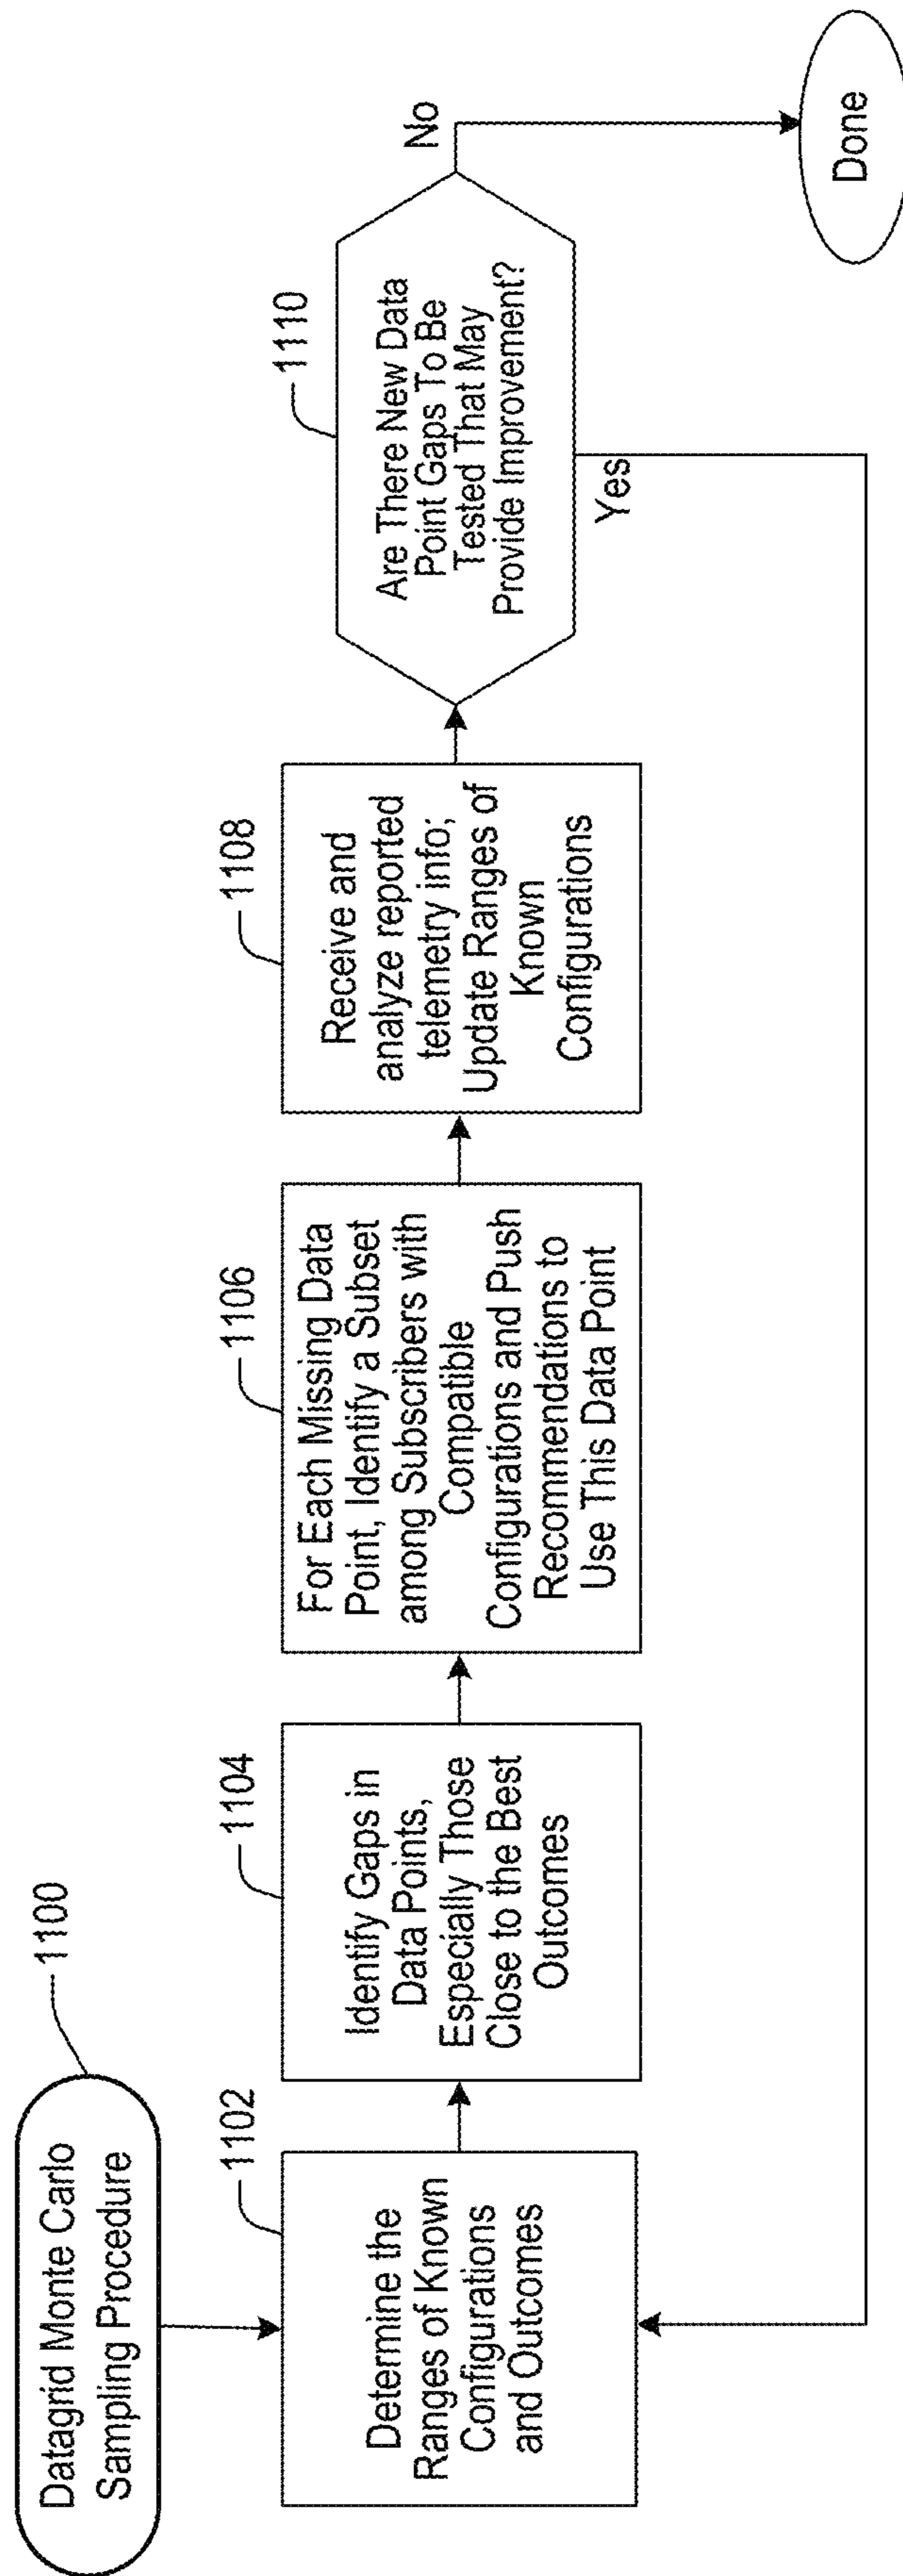 Datagrid Monte Carlo
Sampling Procedure
1100
1102
Determine the
Ranges of Known
Configurations
and Outcomes
1104
Identify Gaps in
Data Points,
Especially Those
Close to the Best
Outcomes
1106
For Each Missing Data
Point, Identify a Subset
among Subscribers with
Compatible
Configurations and Push
Recommendations to
Use This Data Point
1108
Receive and
analyze reported
telemetry info;
Update Ranges of
Known
Configurations
1110
Are There New Data
Point Gaps To Be
Tested That May
Provide Improvement?
Yes
No
Done